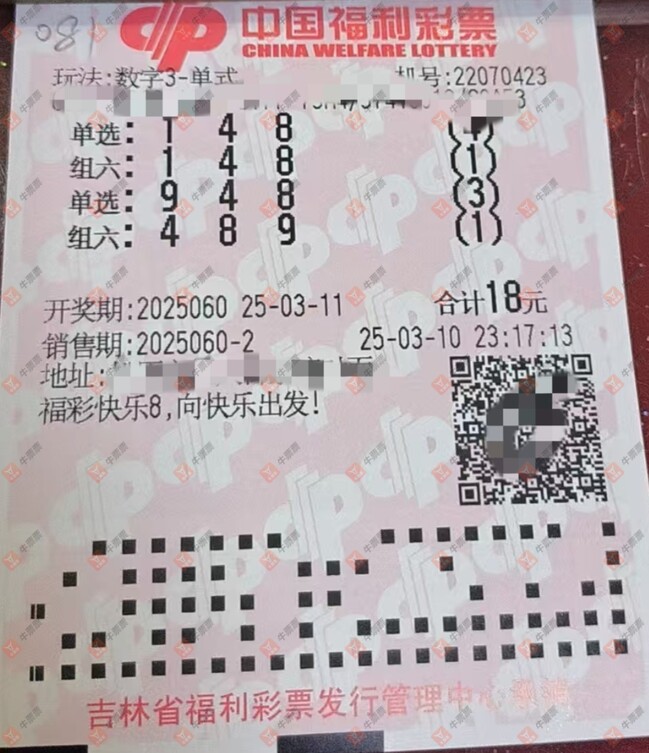 081
中国福利彩票
CHINA WELFARE LOTTERY
玩法:数字3-单式 机号:22070423
单选: 1 4 8 (4)
组六: 1 4 8 (1)
单选: 9 4 8 (3)
组六: 4 8 9 (1)
开奖期:2025060 25-03-11 合计18元
销售期:2025060-2 25-03-10 23:17:13
地址:
福彩快乐8,向快乐出发!
吉林省福利彩票发行管理中心